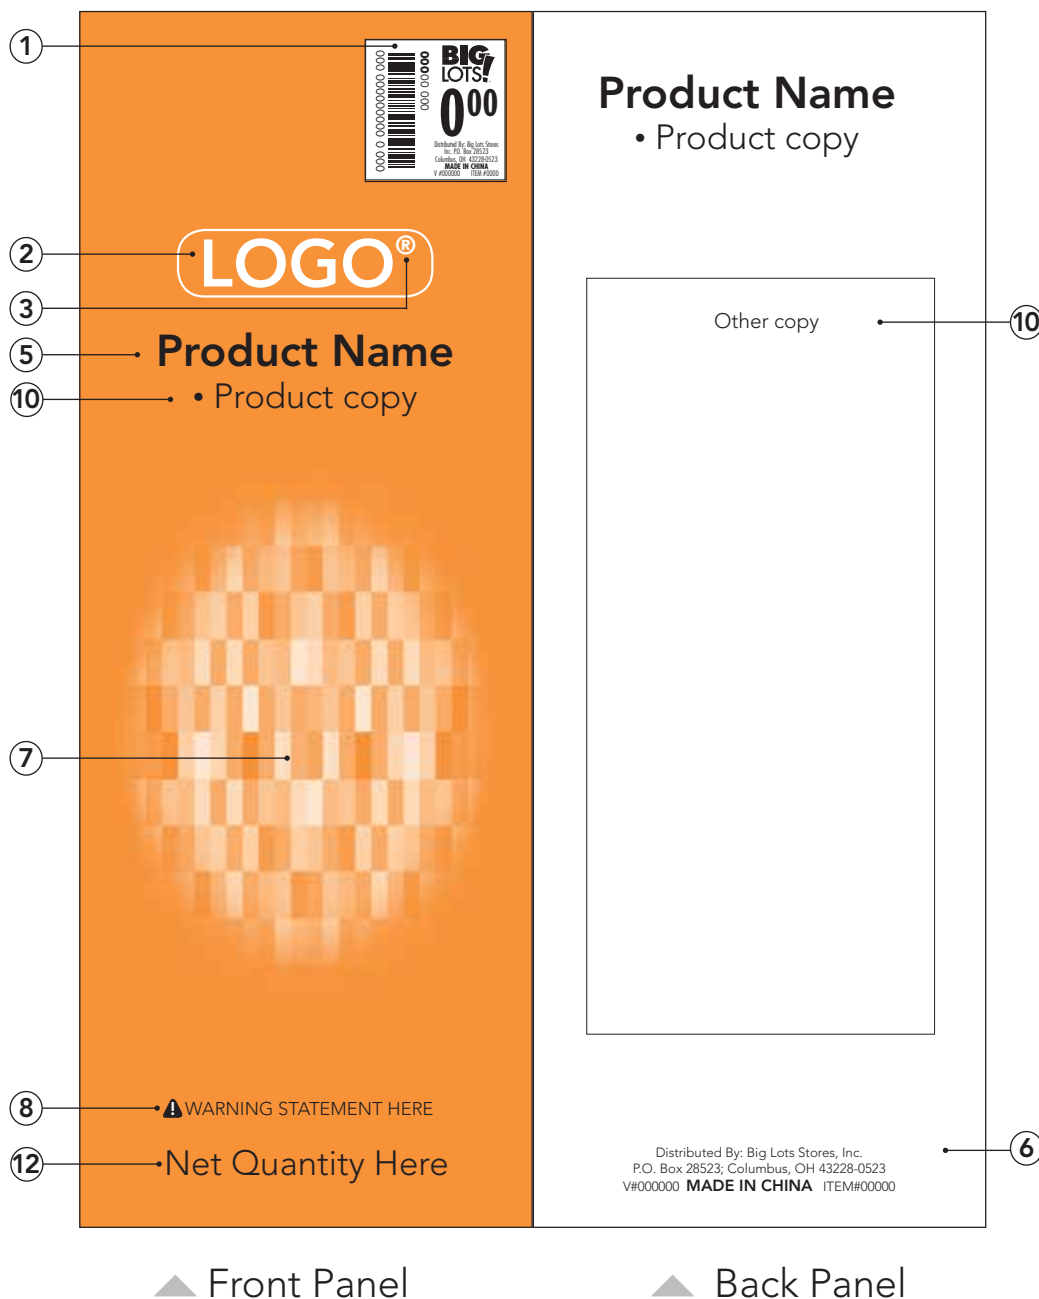 1
000 0 00000000000
000 000
BIG
LOTS!
0 00
Distributed By: Big Lots Stores
Inc. P.O. Box 28523
Columbus, OH 43228-0523
MADE IN CHINA
V #000000 ITEM #0000
2
LOGO®
3
5
Product Name
10
• Product copy
7
8
WARNING STATEMENT HERE
12
Net Quantity Here
Front Panel
Product Name
• Product copy
Other copy
10
6
Distributed By: Big Lots Stores, Inc.
P.O. Box 28523; Columbus, OH 43228-0523
V#000000 MADE IN CHINA ITEM#00000
Back Panel